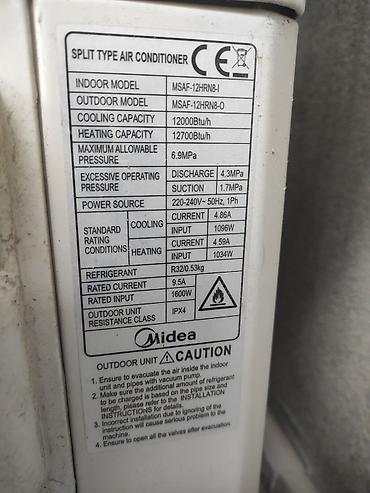 SPLIT TYPE AIR CONDITIONER CE
INDOOR MODEL MSAF-12HRN8-I
OUTDOOR MODEL MSAF-12HRN8-O
COOLING CAPACITY 12000Btu/h
HEATING CAPACITY 12700Btu/h
MAXIMUM ALLOWABLE PRESSURE 6.9MPa
EXCESSIVE OPERATING PRESSURE DISCHARGE 4.3MPa
SUCTION 1.7MPa
POWER SOURCE 220-240V~ 50Hz, 1Ph
STANDARD RATING CONDITIONS COOLING CURRENT 4.86A
INPUT 1096W
HEATING CURRENT 4.59A
INPUT 1034W
REFRIGERANT R32/0.53kg
RATED CURRENT 9.5A
RATED INPUT 1600W
OUTDOOR UNIT RESISTANCE CLASS IPX4
Midea
OUTDOOR UNIT CAUTION
1. Ensure to evacuate the air inside the indoor
unit and pipes with vacuum pump.
2. Make sure the additional amount of refrigerant
to be charged is based on the pipe size and
length, please refer to the INSTALLATION
INSTRUCTIONS for detail.
3. Incorrect installation due to ignoring of the
instruction will cause serious problem to the
machine.
4. Ensure to open all the valves after evacuation.